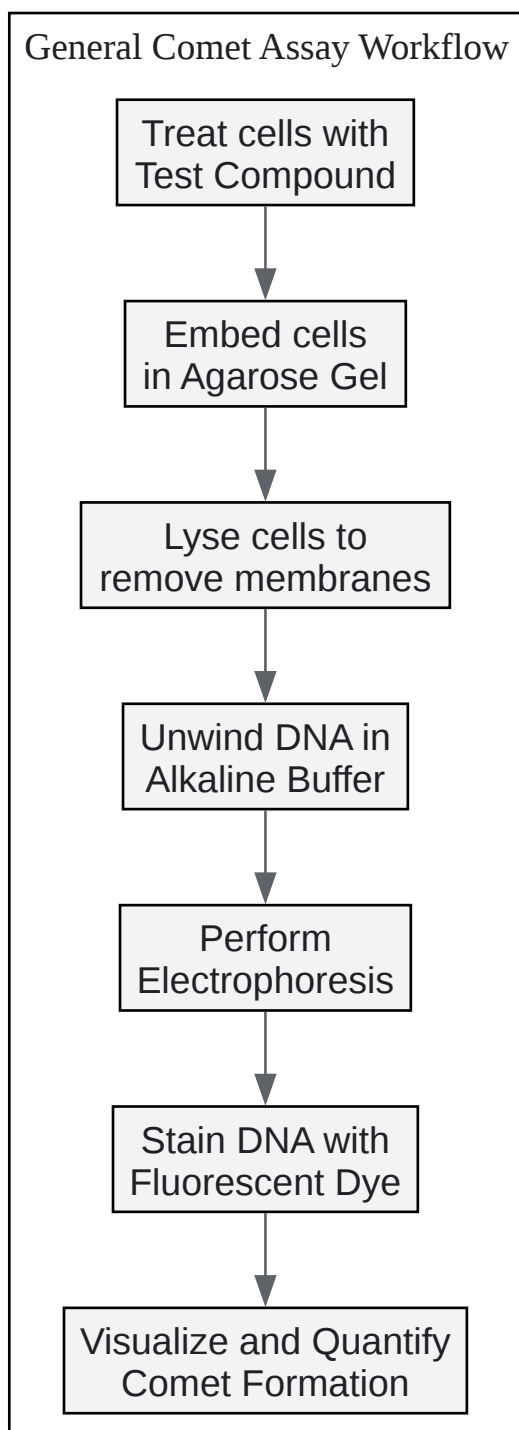 General Comet Assay Workflow
Treat cells with
Test Compound
Embed cells
in Agarose Gel
Lyse cells to
remove membranes
Unwind DNA in
Alkaline Buffer
Perform
Electrophoresis
Stain DNA with
Fluorescent Dye
Visualize and Quantify
Comet Formation